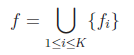 f = ⋃_{1≤i≤K} {f_i}